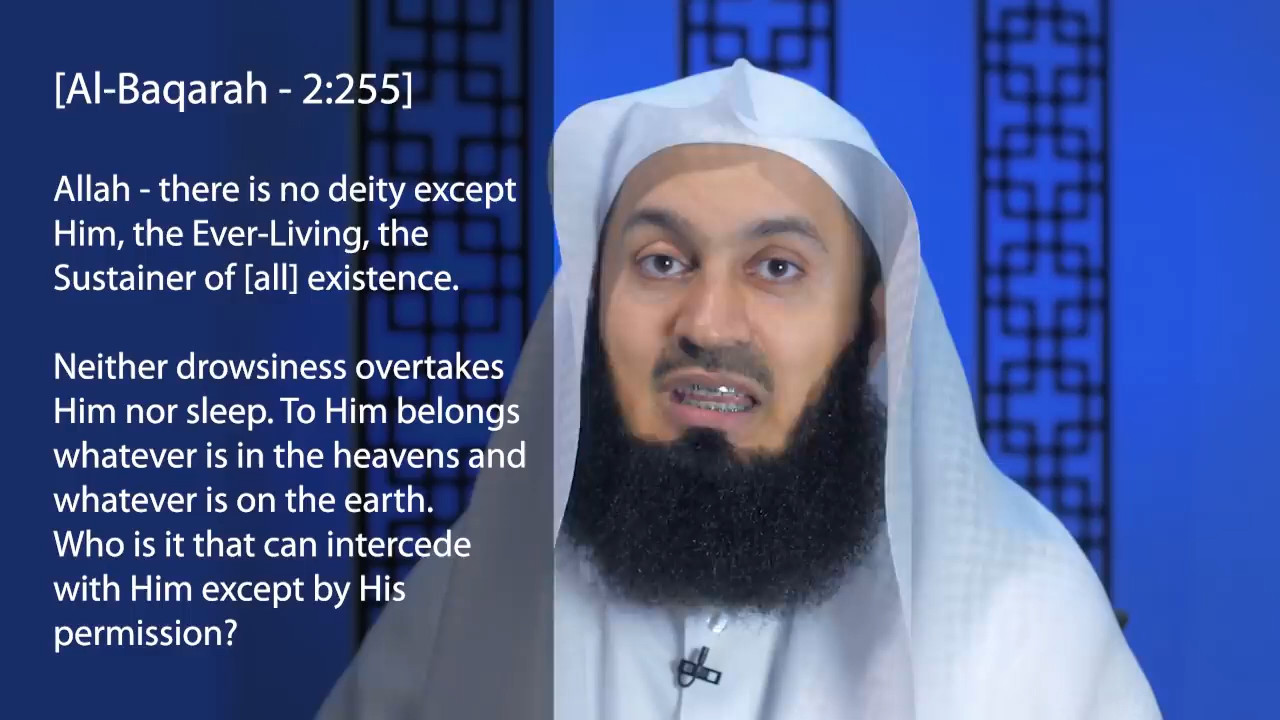 [Al-Baqarah - 2:255]
Allah - there is no deity except
Him, the Ever-Living, the
Sustainer of [all] existence.
Neither drowsiness overtakes
Him nor sleep. To Him belongs
whatever is in the heavens and
whatever is on the earth.
Who is it that can intercede
with Him except by His
permission?